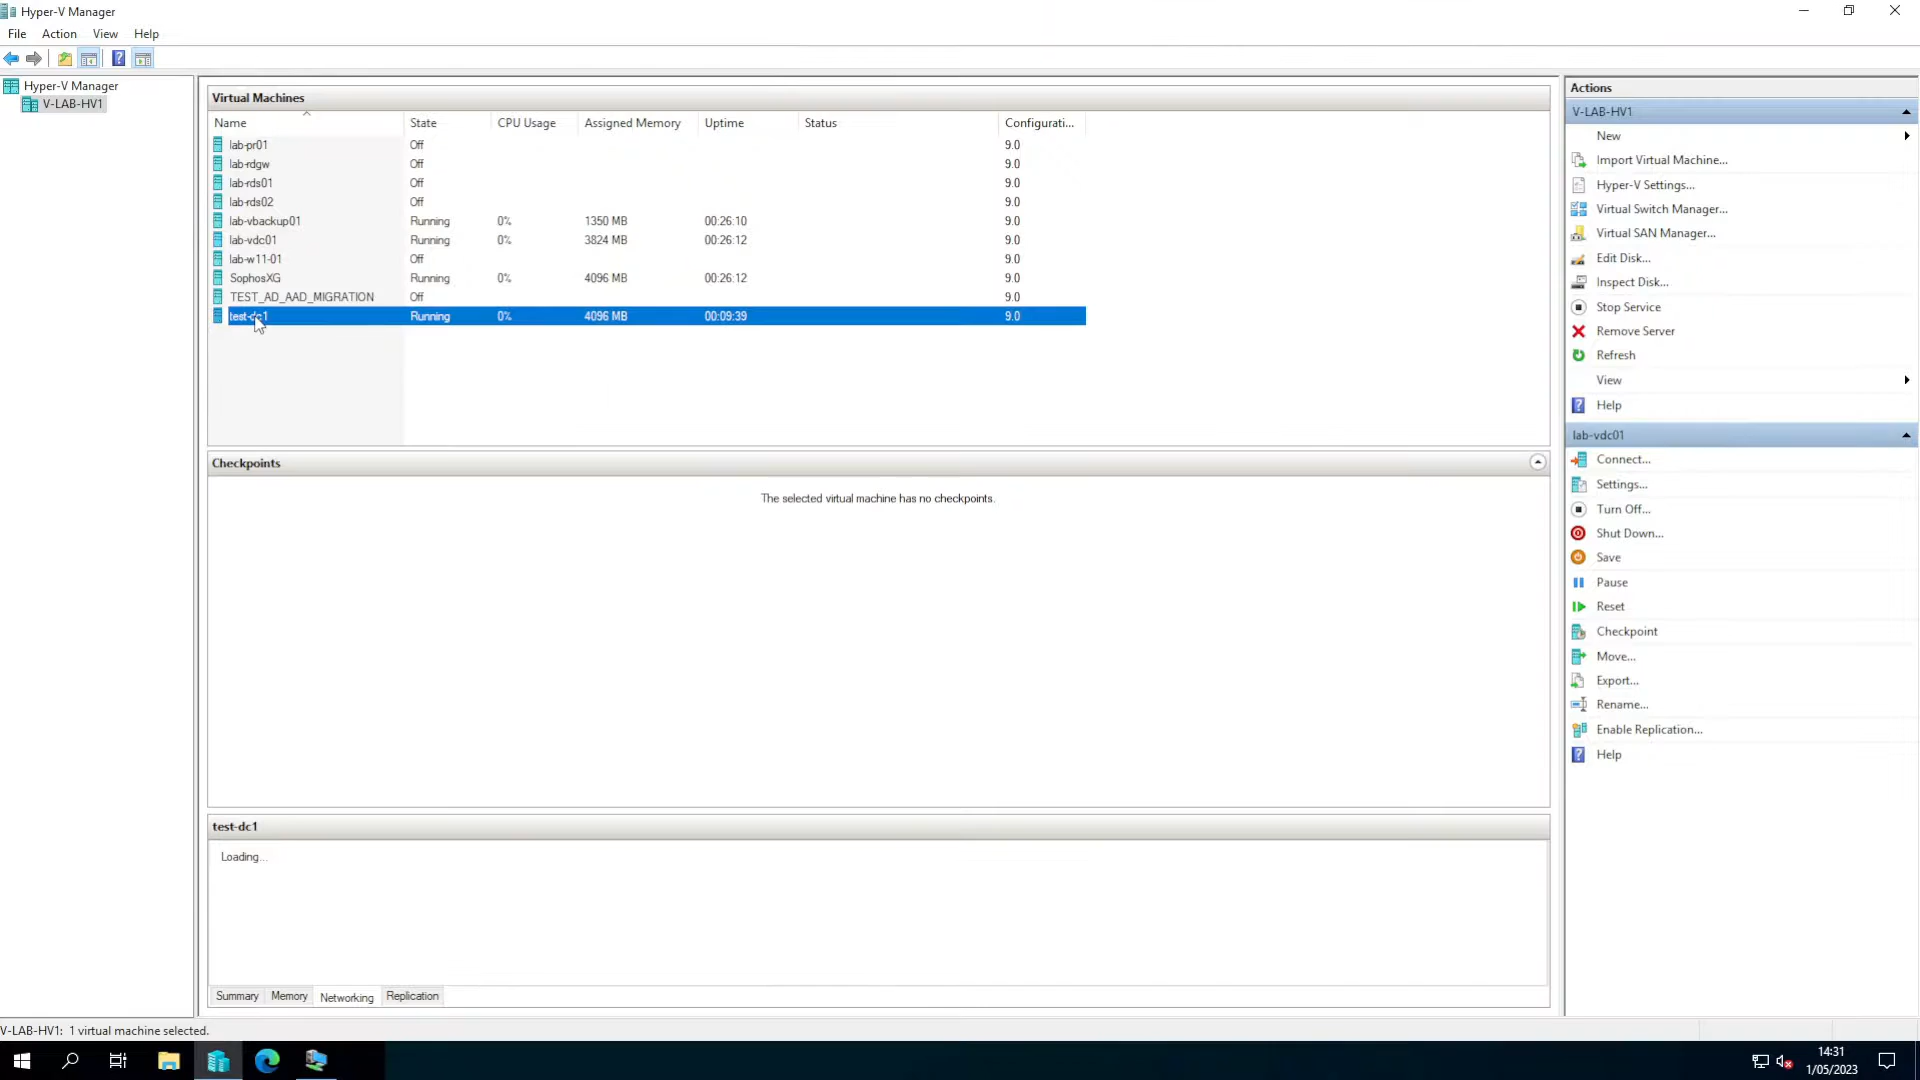 Hyper-V Manager
File Action View Help
Hyper-V Manager
V-LAB-HV1
Virtual Machines
Name State CPU Usage Assigned Memory Uptime Status Configurati...
lab-pr01 Off 9.0
lab-rdgw Off 9.0
lab-rds01 Off 9.0
lab-rds02 Off 9.0
lab-vbackup01 Running 0% 1350 MB 00:26:10 9.0
lab-vdc01 Running 0% 3824 MB 00:26:12 9.0
lab-w11-01 Off 9.0
SophosXG Running 0% 4096 MB 00:26:12 9.0
TEST_AD_AAD_MIGRATION Off 9.0
test-dc1 Running 0% 4096 MB 00:09:39 9.0
Checkpoints
The selected virtual machine has no checkpoints.
test-dc1
Loading...
Summary Memory Networking Replication
Actions
V-LAB-HV1
New
Import Virtual Machine...
Hyper-V Settings...
Virtual Switch Manager...
Virtual SAN Manager...
Edit Disk...
Inspect Disk...
Stop Service
Remove Server
Refresh
View
Help
lab-vdc01
Connect...
Settings...
Turn Off...
Shut Down...
Save
Pause
Reset
Checkpoint
Move...
Export...
Rename...
Enable Replication...
Help
V-LAB-HV1: 1 virtual machine selected.
14:31
1/05/2023